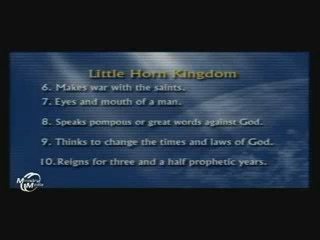 Little Horn Kingdom
6. Makes war with the saints.
7. Eyes and mouth of a man.
8. Speaks pompous or great words against God.
9. Thinks to change the times and laws of God.
10. Reigns for three and a half prophetic years.